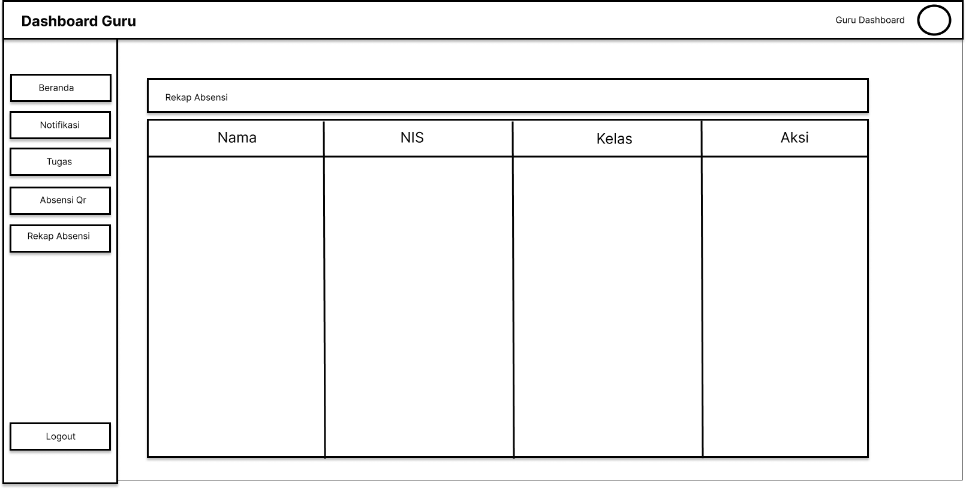 Dashboard Guru
Guru Dashboard
Beranda
Notifikasi
Tugas
Absensi Qr
Rekap Absensi
Logout
Rekap Absensi
Nama NIS Kelas Aksi